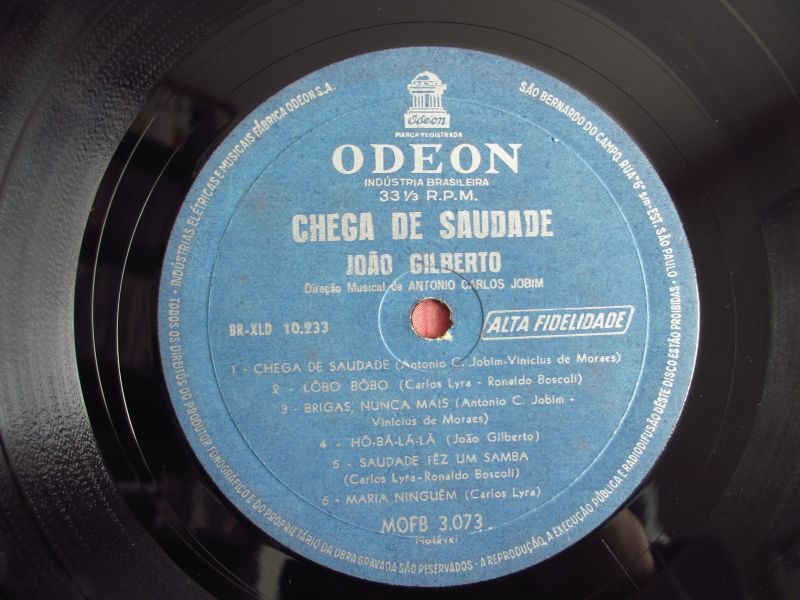 Odeon
MARCA REGISTRADA
ODEON
INDÚSTRIA BRASILEIRA
33 1/3 R.P.M.
CHEGA DE SAUDADE
JOÃO GILBERTO
Direção Musical de ANTONIO CARLOS JOBIM
BR-XLD 10.233
ALTA FIDELIDADE
1 - CHEGA DE SAUDADE (Antonio C. Jobim-Vinicius de Moraes)
2 - LÔBO BÔBO (Carlos Lyra - Ronaldo Boscoli)
3 - BRIGAS, NUNCA MAIS (Antonio C. Jobim -
Vinicius de Moraes)
4 - HÔ-BÁ-LÁ-LÁ (João Gilberto)
5 - SAUDADE FÊZ UM SAMBA
(Carlos Lyra-Ronaldo Boscoli)
6 - MARIA NINGUÉM (Carlos Lyra)
MOFB 3.073
Notável
TODOS OS DIREITOS DO PRODUTOR FONOGRÁFICO E DO PROPRIETÁRIO DA OBRA GRAVADA SÃO RESERVADOS - A REPRODUÇÃO, A EXECUÇÃO PÚBLICA E RADIODIFUSÃO DÊSTE DISCO ESTÃO PROIBIDAS -
INDÚSTRIAS ELÉTRICAS E MUSICAIS FÁBRICA ODEON S.A.
SÃO BERNARDO DO CAMPO, RUA "6" s/n-EST. SÃO PAULO